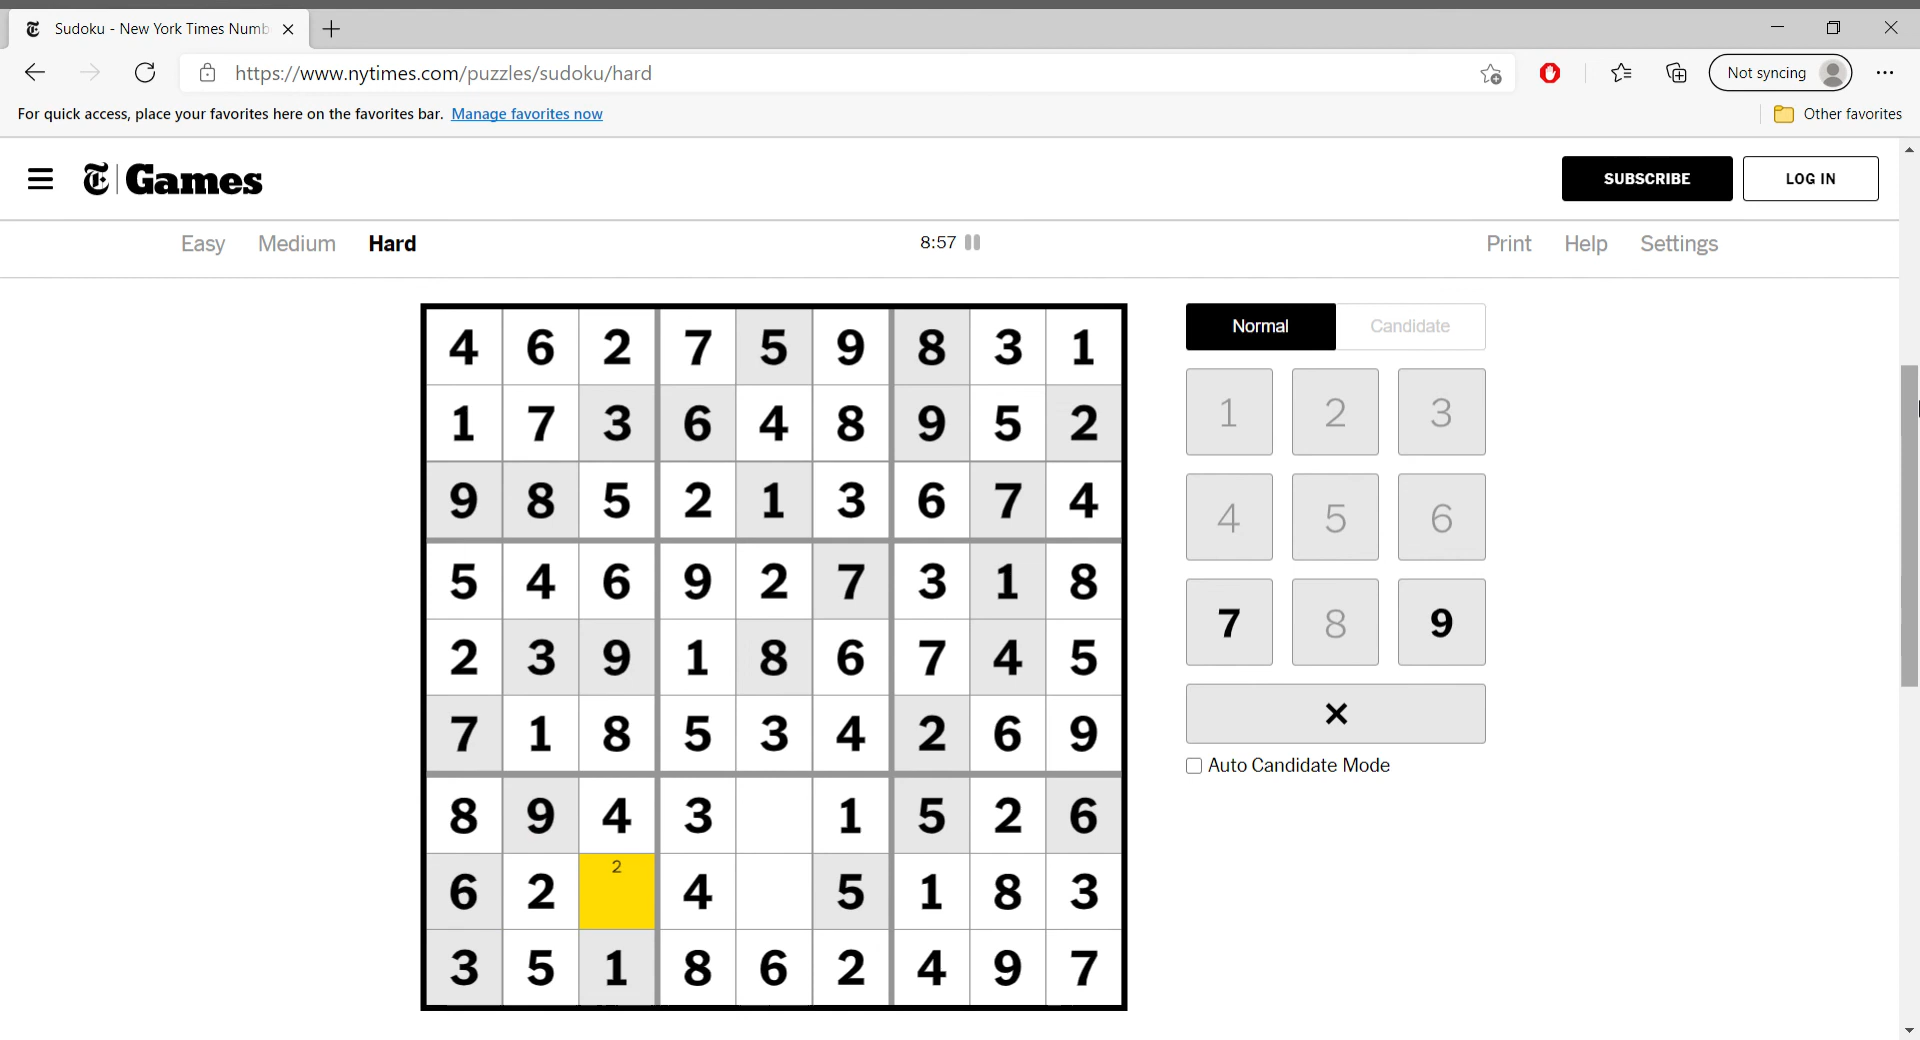 Sudoku - New York Times Numb
https://www.nytimes.com/puzzles/sudoku/hard
Not syncing
For quick access, place your favorites here on the favorites bar. Manage favorites now
Other favorites
Games
SUBSCRIBE
LOG IN
Easy Medium Hard
8:57
Print Help Settings
4 6 2 7 5 9 8 3 1
1 7 3 6 4 8 9 5 2
9 8 5 2 1 3 6 7 4
5 4 6 9 2 7 3 1 8
2 3 9 1 8 6 7 4 5
7 1 8 5 3 4 2 6 9
8 9 4 3 1 5 2 6
6 2 2 4 5 1 8 3
3 5 1 8 6 2 4 9 7
Normal Candidate
1 2 3
4 5 6
7 8 9
Auto Candidate Mode